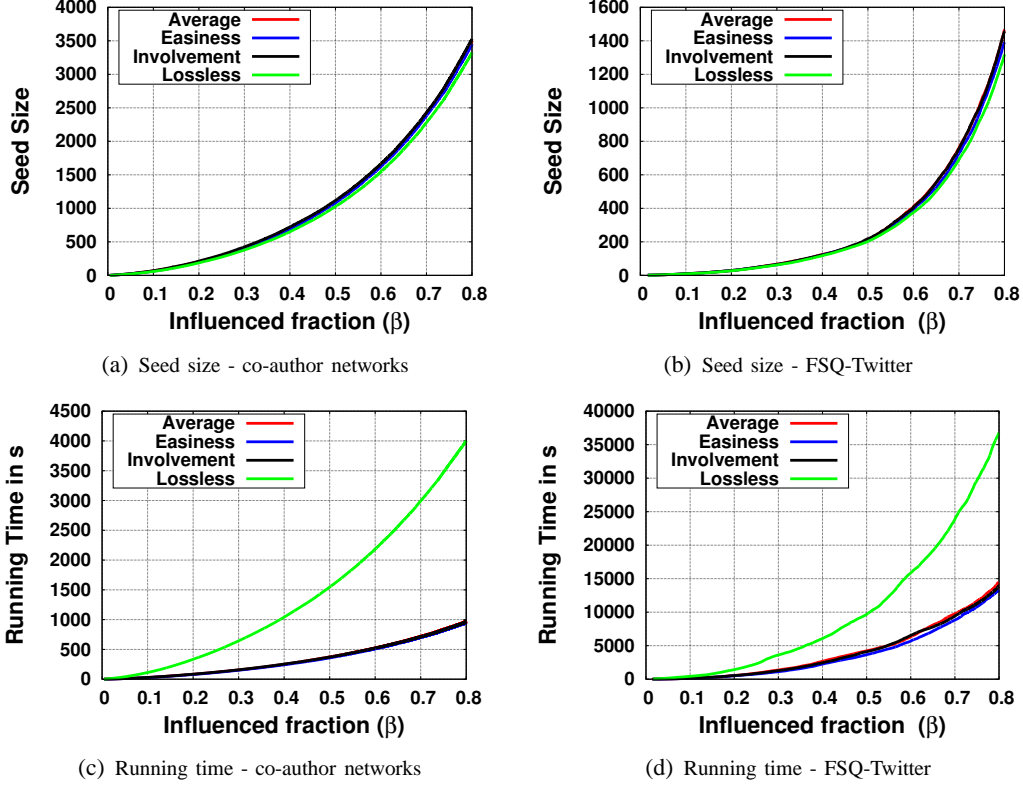 4000
3500
3000
2500
2000
1500
1000
500
0
0
0.1
0.2
0.3
0.4
0.5
0.6
0.7
0.8
Seed Size
Influenced fraction (β)
Average
Easiness
Involvement
Lossless
(a) Seed size - co-author networks
1600
1400
1200
1000
800
600
400
200
0
0
0.1
0.2
0.3
0.4
0.5
0.6
0.7
0.8
Seed Size
Influenced fraction (β)
Average
Easiness
Involvement
Lossless
(b) Seed size - FSQ-Twitter
4500
4000
3500
3000
2500
2000
1500
1000
500
0
0
0.1
0.2
0.3
0.4
0.5
0.6
0.7
0.8
Running Time in s
Influenced fraction (β)
Average
Easiness
Involvement
Lossless
(c) Running time - co-author networks
40000
35000
30000
25000
20000
15000
10000
5000
0
0
0.1
0.2
0.3
0.4
0.5
0.6
0.7
0.8
Running Time in s
Influenced fraction (β)
Average
Easiness
Involvement
Lossless
(d) Running time - FSQ-Twitter